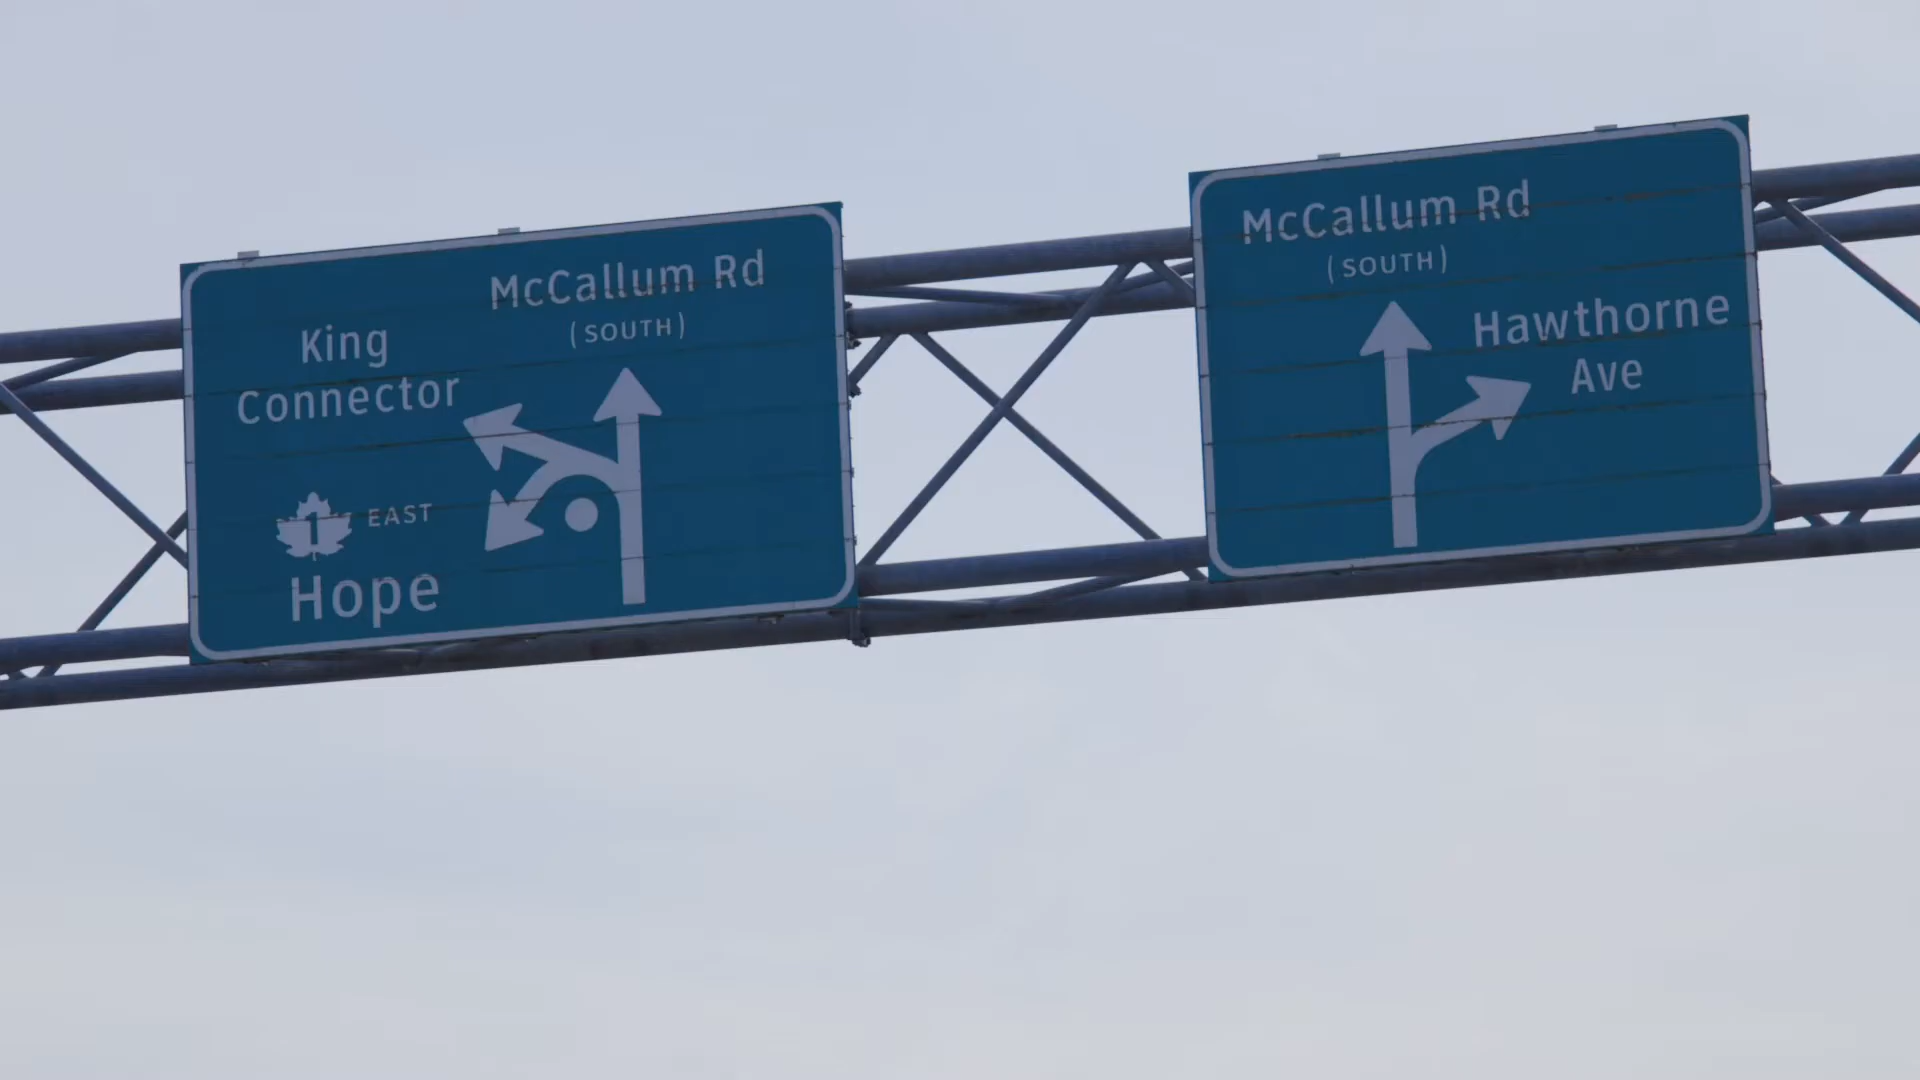 McCallum Rd
(SOUTH)
King
Connector
1 EAST
Hope
McCallum Rd
(SOUTH)
Hawthorne
Ave